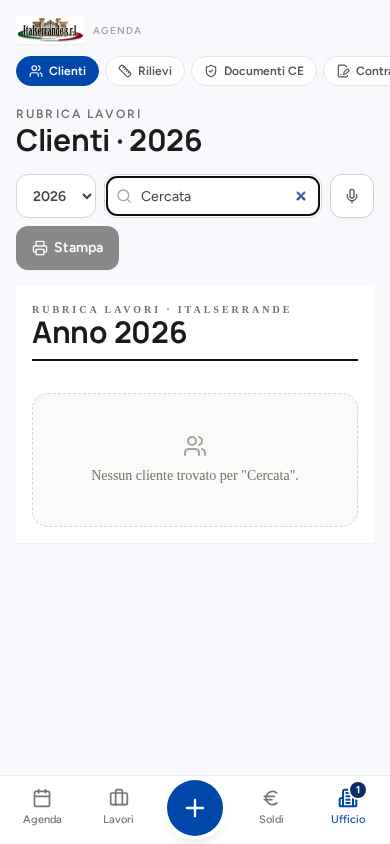 Italserrande s.r.l.
AGENDA
Clienti
Rilievi
Documenti CE
Contra
RUBRICA LAVORI
Clienti · 2026
2026
Cercata
Stampa
RUBRICA LAVORI · ITALSERRANDE
Anno 2026
Nessun cliente trovato per "Cercata".
Agenda
Lavori
Soldi
1
Ufficio